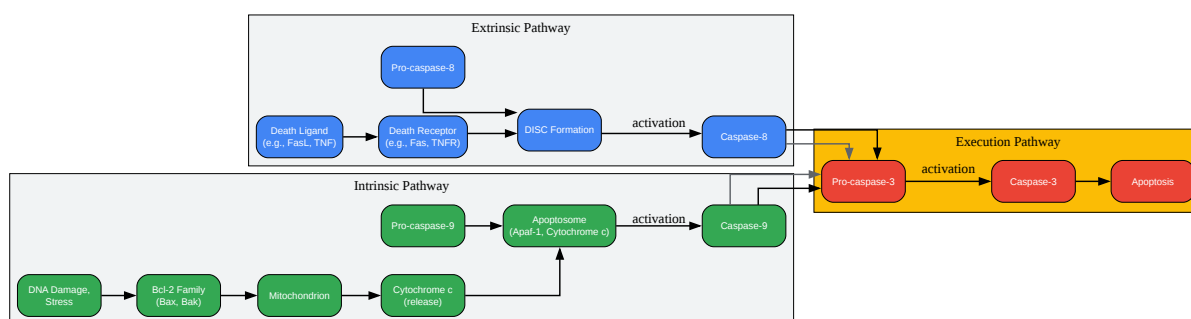 Extrinsic Pathway
Pro-caspase-8
Death Ligand
(e.g., FasL, TNF)
Death Receptor
(e.g., Fas, TNFR)
DISC Formation
activation
Caspase-8
Execution Pathway
Pro-caspase-3
activation
Caspase-3
Apoptosis
Intrinsic Pathway
Pro-caspase-9
Apoptosome
(Apaf-1, Cytochrome c)
activation
Caspase-9
DNA Damage,
Stress
Bcl-2 Family
(Bax, Bak)
Mitochondrion
Cytochrome c
(release)